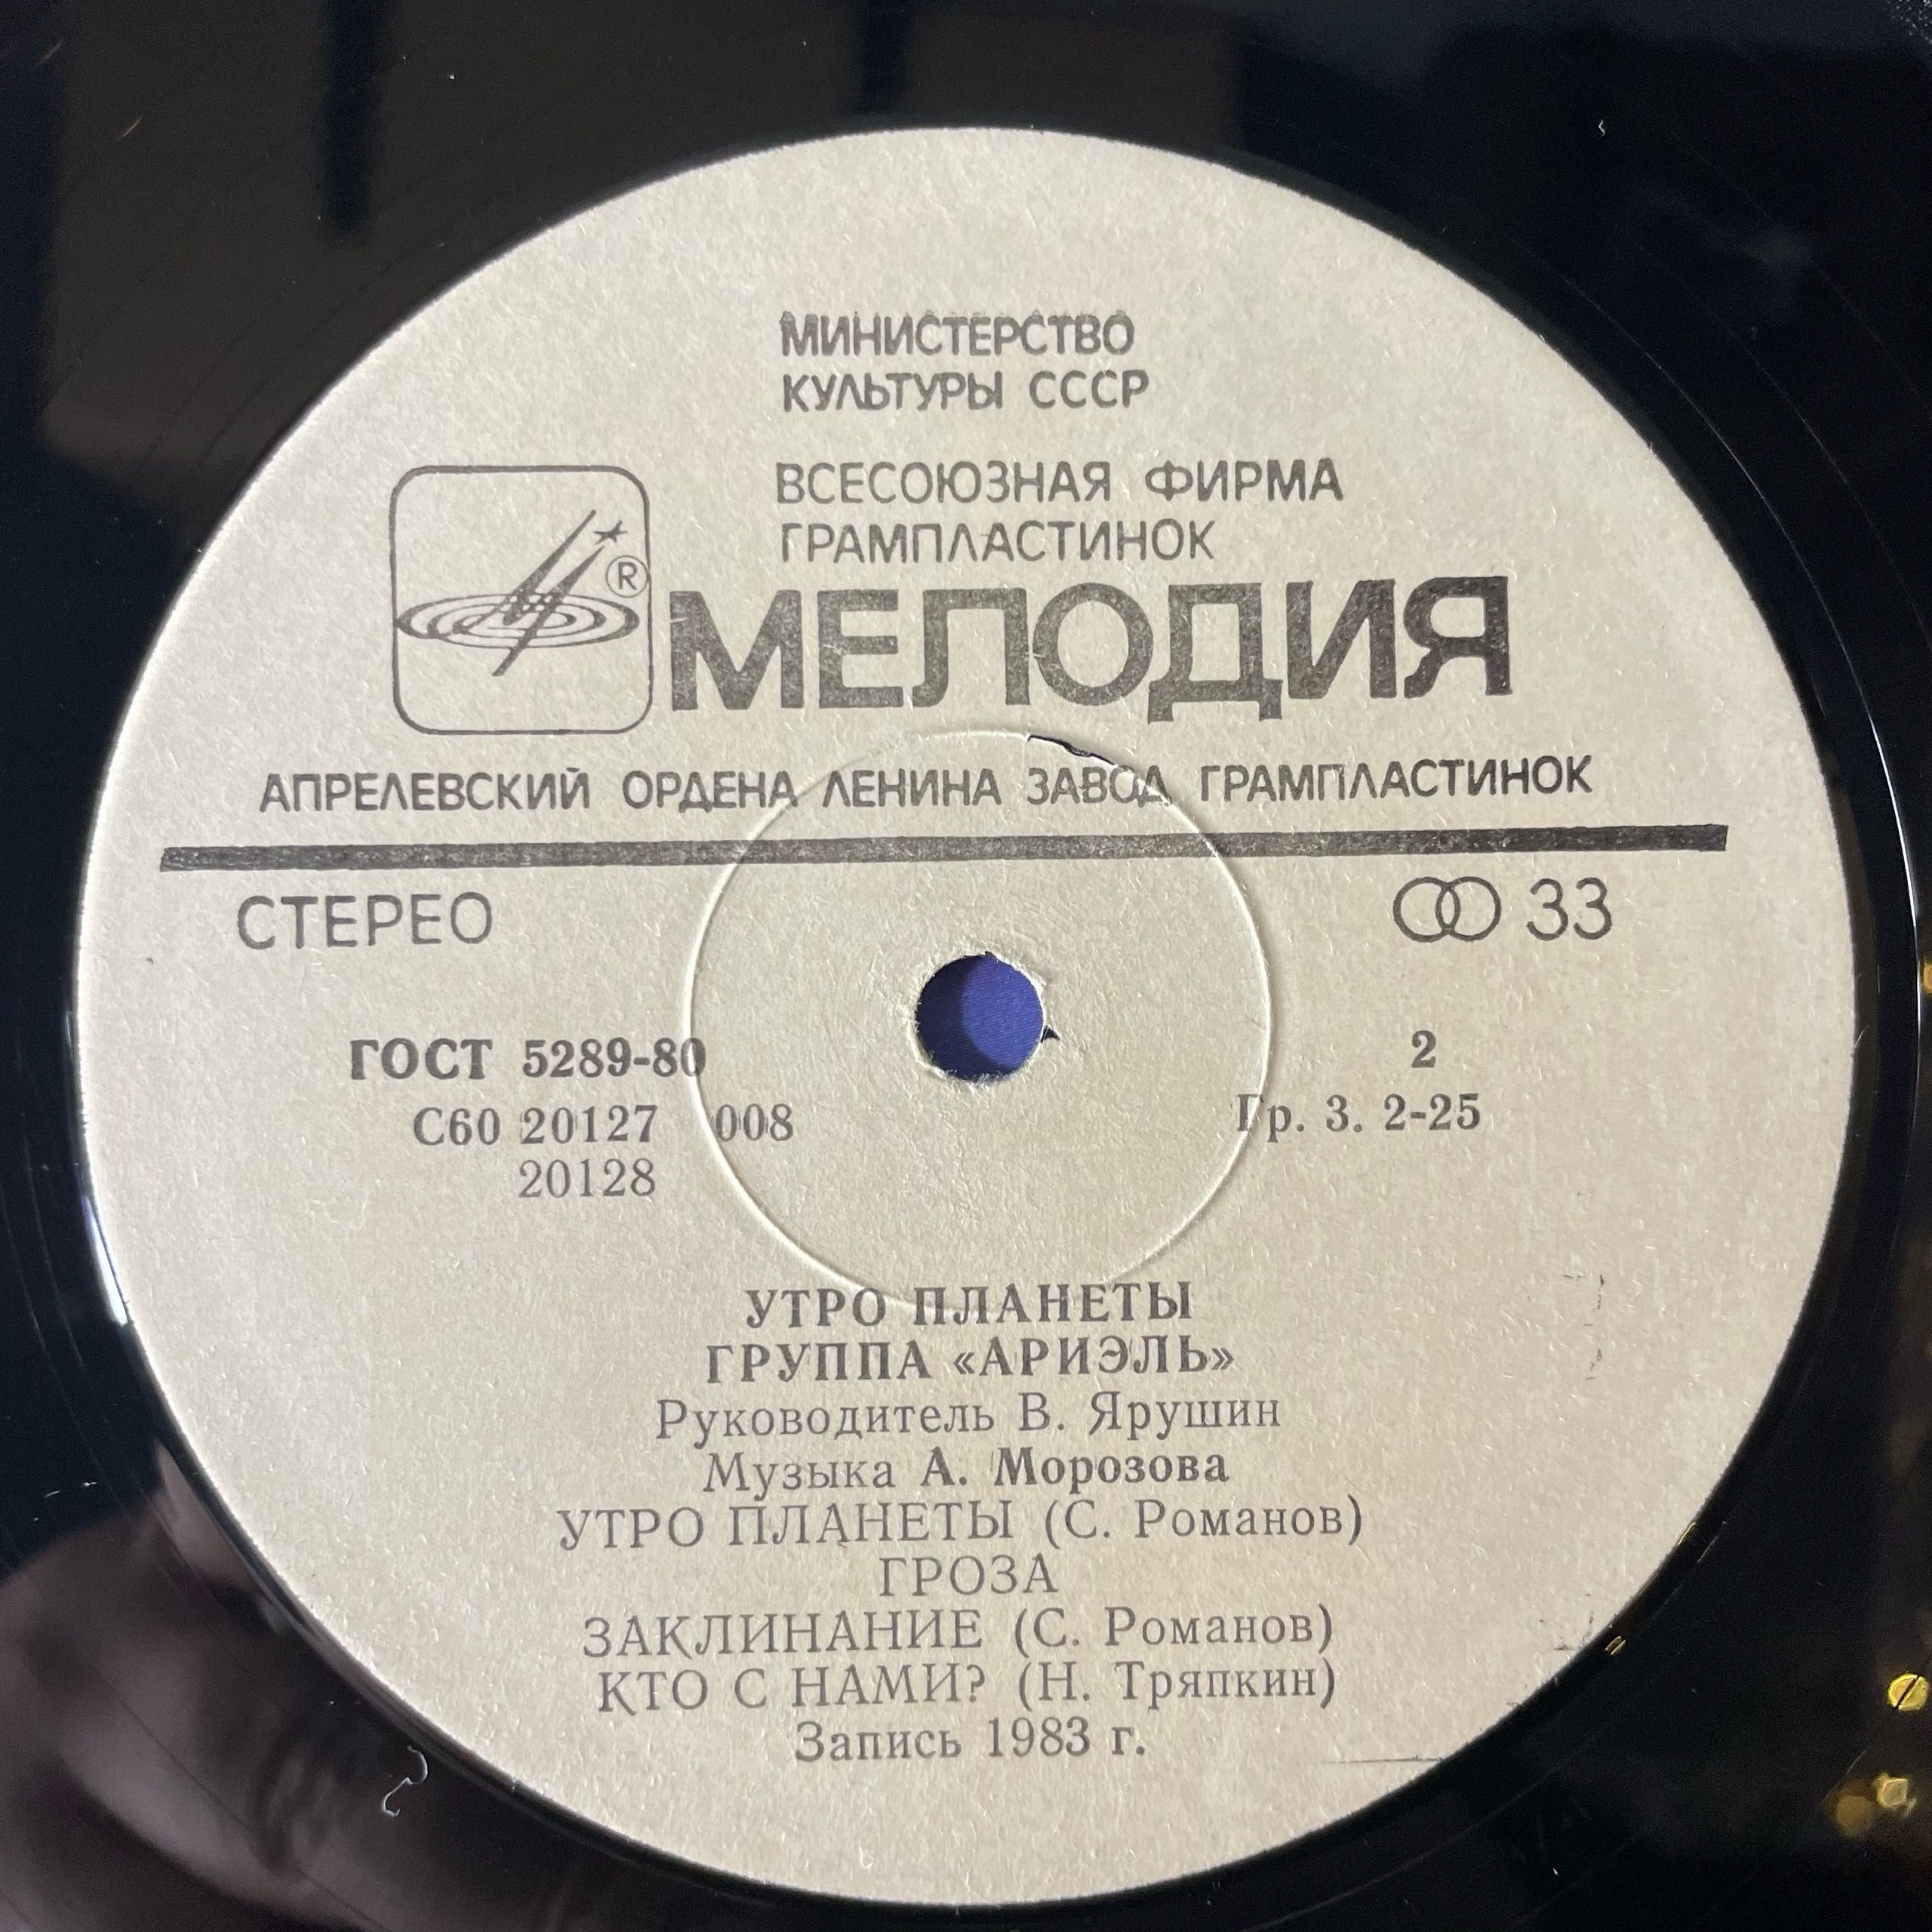 МИНИСТЕРСТВО
КУЛЬТУРЫ СССР
ВСЕСОЮЗНАЯ ФИРМА
ГРАМПЛАСТИНОК
®
МЕЛОДИЯ
АПРЕЛЕВСКИЙ ОРДЕНА ЛЕНИНА ЗАВОД ГРАМПЛАСТИНОК
СТЕРЕО 33
ГОСТ 5289-80 2
С60 20127 008 Гр. 3. 2-25
20128
УТРО ПЛАНЕТЫ
ГРУППА «АРИЭЛЬ»
Руководитель В. Ярушин
Музыка А. Морозова
УТРО ПЛАНЕТЫ (С. Романов)
ГРОЗА
ЗАКЛИНАНИЕ (С. Романов)
КТО С НАМИ? (Н. Тряпкин)
Запись 1983 г.